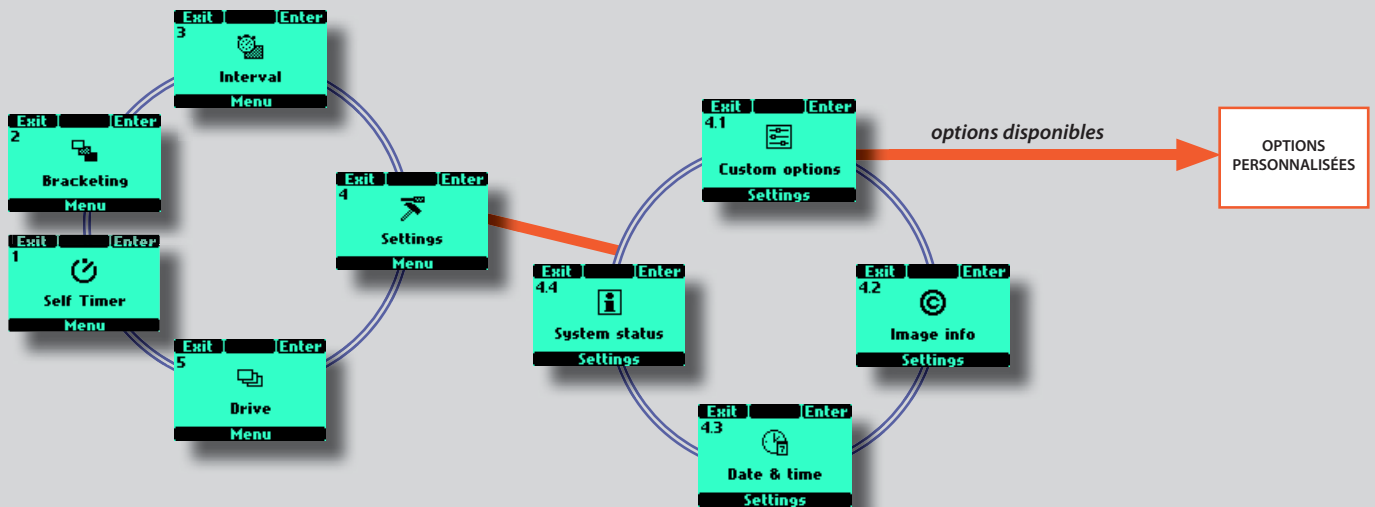 Exit Enter
3
Interval
Menu
Exit Enter
2
Bracketing
Menu
Exit Enter
1
Self Timer
Menu
Exit Enter
5
Drive
Menu
Exit Enter
4
Settings
Menu
Exit Enter
4.1
Custom options
Settings
options disponibles
OPTIONS
PERSONNALISÉES
Exit Enter
4.4
System status
Settings
Exit Enter
4.2
Image info
Settings
Exit Enter
4.3
Date & time
Settings